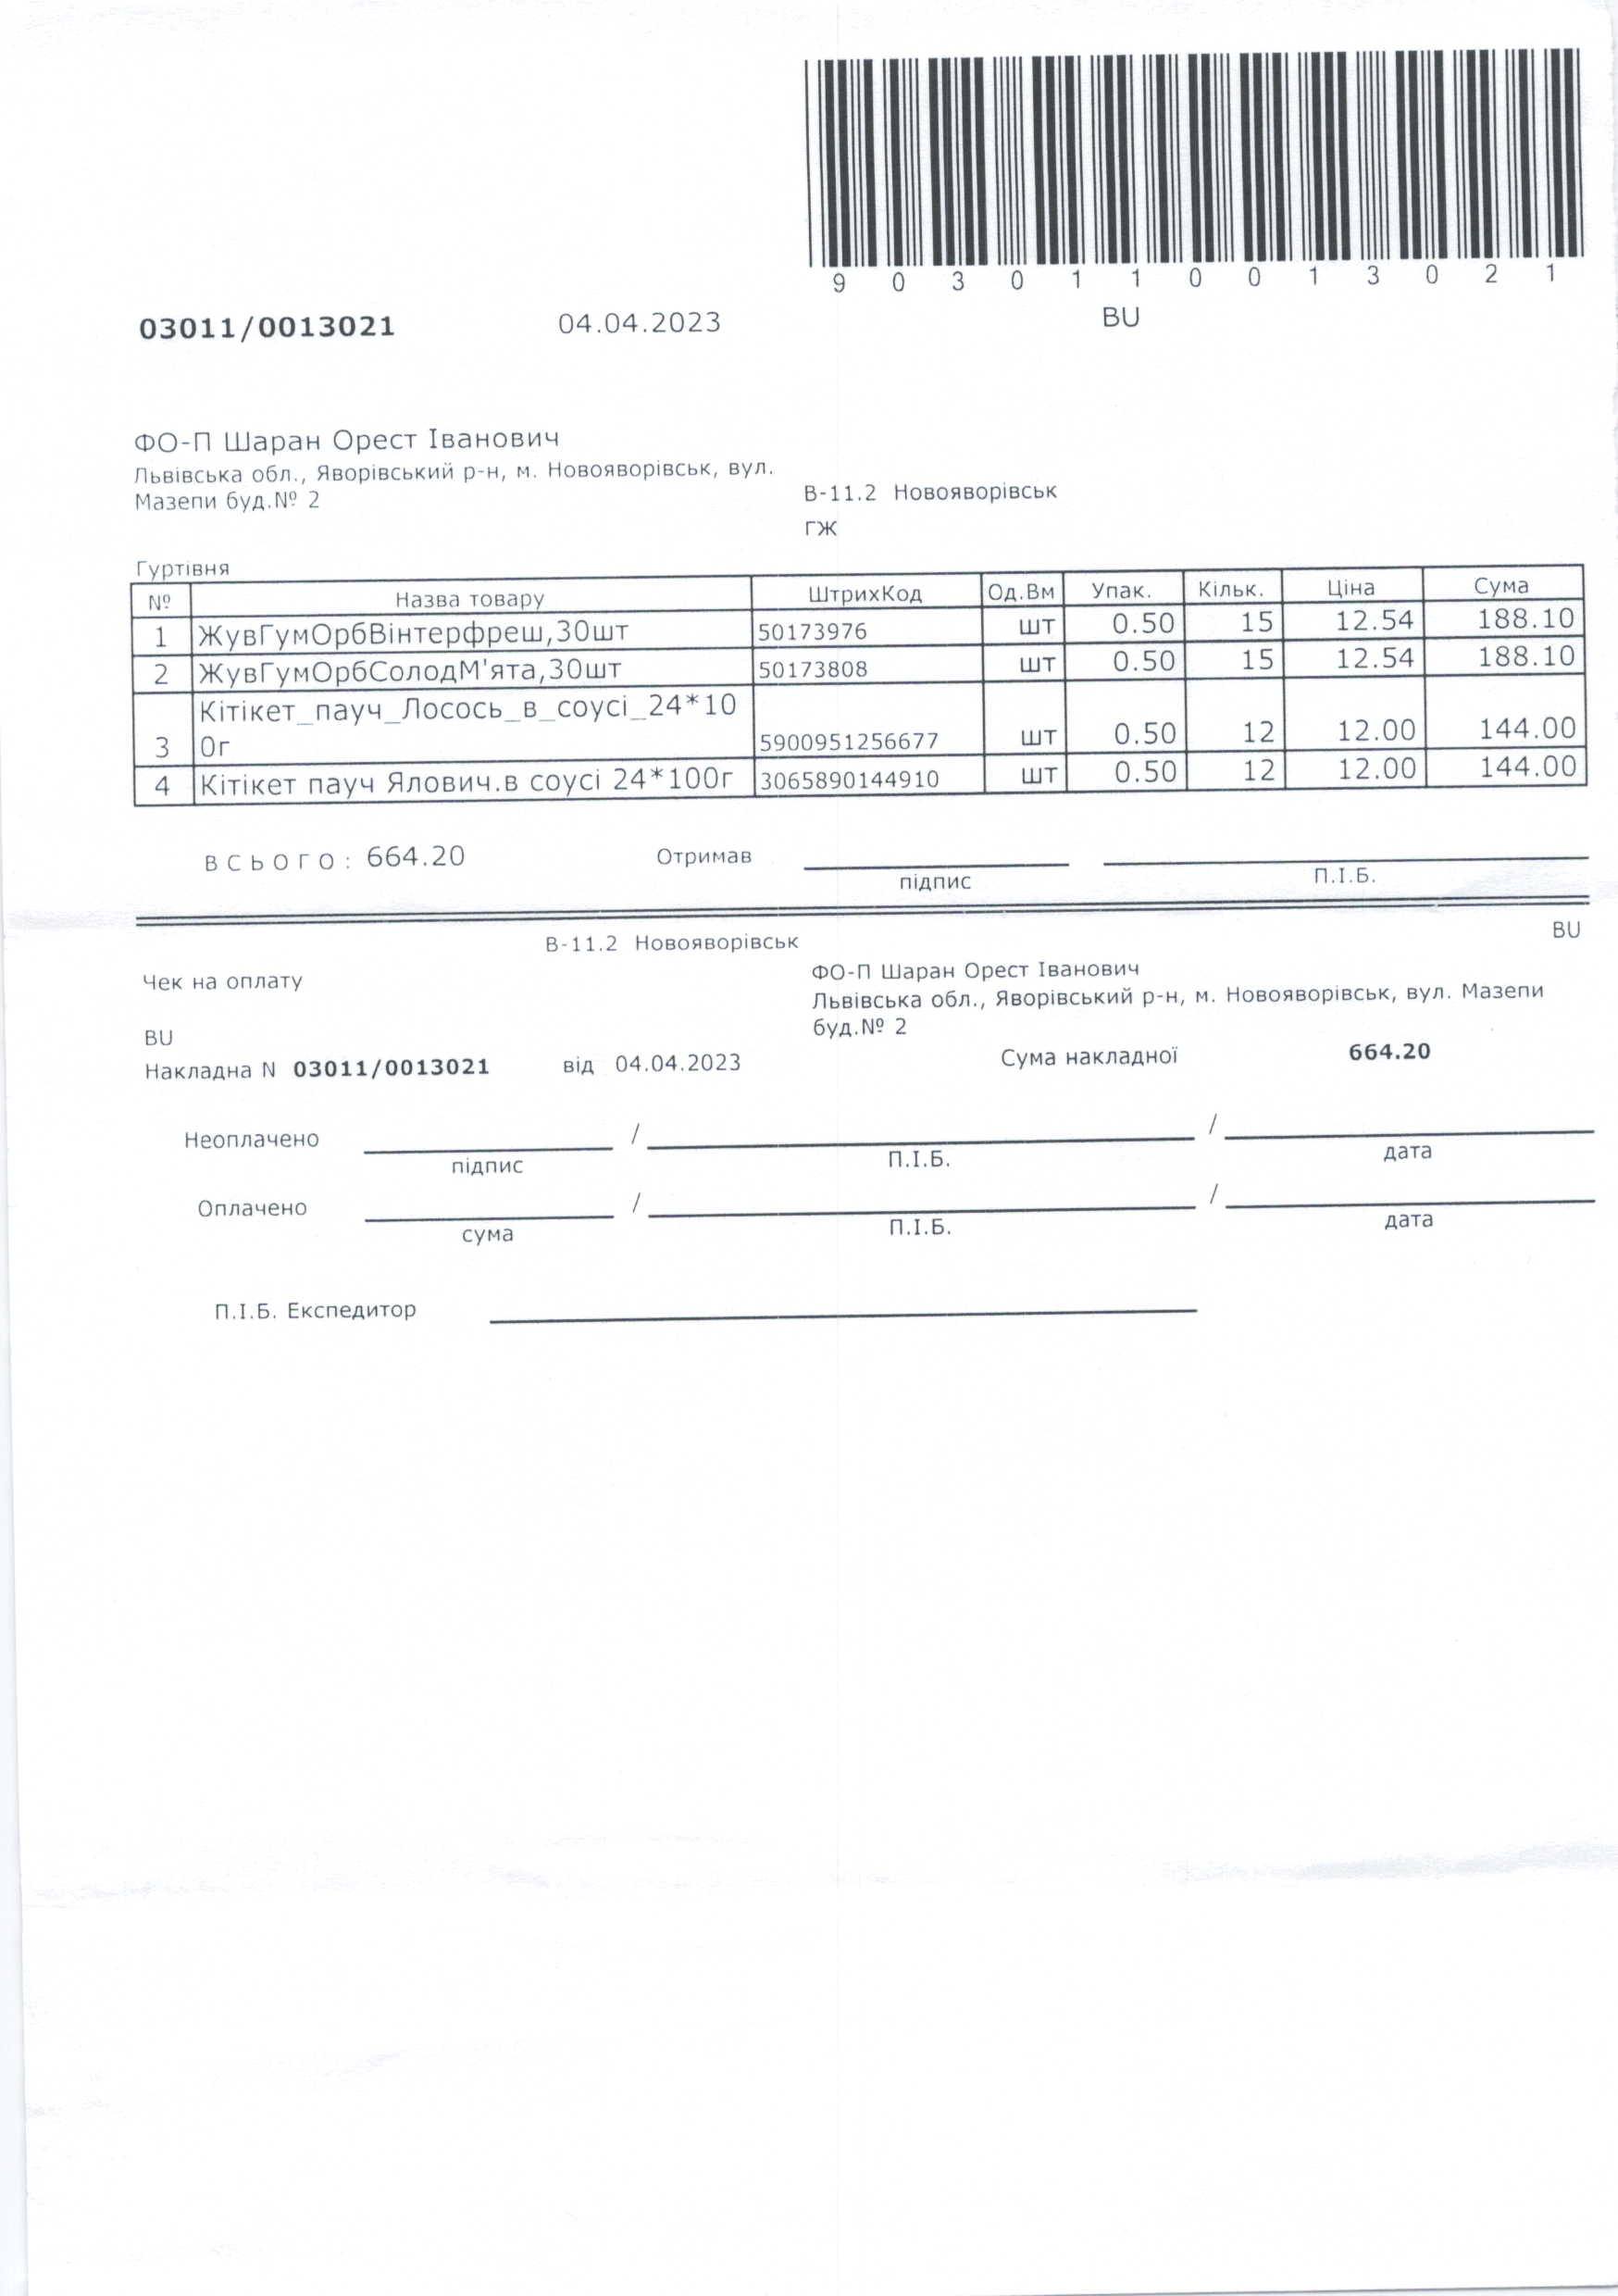 9 0 3 0 1 1 0 0 1 3 0 2 1
03011/0013021 04.04.2023 BU
ФО-П Шаран Орест Іванович
Львівська обл., Яворівський р-н, м. Новояворівськ, вул.
Мазепи буд.№ 2
В-11.2 Новояворівськ
ГЖ
Гуртівня
№ Назва товару ШтрихКод Од.Вм Упак. Кільк. Ціна Сума
1 ЖувГумОрбВінтерфреш,30шт 50173976 шт 0.50 15 12.54 188.10
2 ЖувГумОрбСолодМ'ята,30шт 50173808 шт 0.50 15 12.54 188.10
Кітікет_пауч_Лосось_в_соусі_24*10
3 0г 5900951256677 шт 0.50 12 12.00 144.00
4 Кітікет пауч Ялович.в соусі 24*100г 3065890144910 шт 0.50 12 12.00 144.00
ВСЬОГО: 664.20 Отримав
підпис П.І.Б.
В-11.2 Новояворівськ BU
Чек на оплату ФО-П Шаран Орест Іванович
Львівська обл., Яворівський р-н, м. Новояворівськ, вул. Мазепи
буд.№ 2
BU
Накладна N 03011/0013021 від 04.04.2023 Сума накладної 664.20
Неоплачено / /
підпис П.І.Б. дата
Оплачено / /
сума П.І.Б. дата
П.І.Б. Експедитор